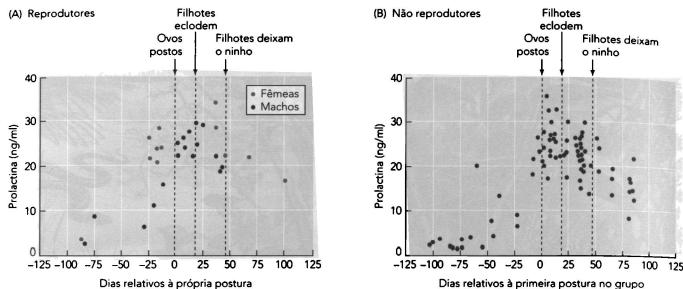 (A) Reprodutores
Filhotes
eclodem
Ovos
postos
Filhotes deixam
o ninho
Prolactina (ng/ml)
40
30
20
10
0
Fêmeas
Machos
−125 −100 −75 −50 −25 0 25 50 75 100 125
Dias relativos à própria postura
(B) Não reprodutores
Filhotes
eclodem
Ovos
postos
Filhotes deixam
o ninho
Prolactina (ng/ml)
40
30
20
10
0
−125 −100 −75 −50 −25 0 25 50 75 100 125
Dias relativos à primeira postura no grupo